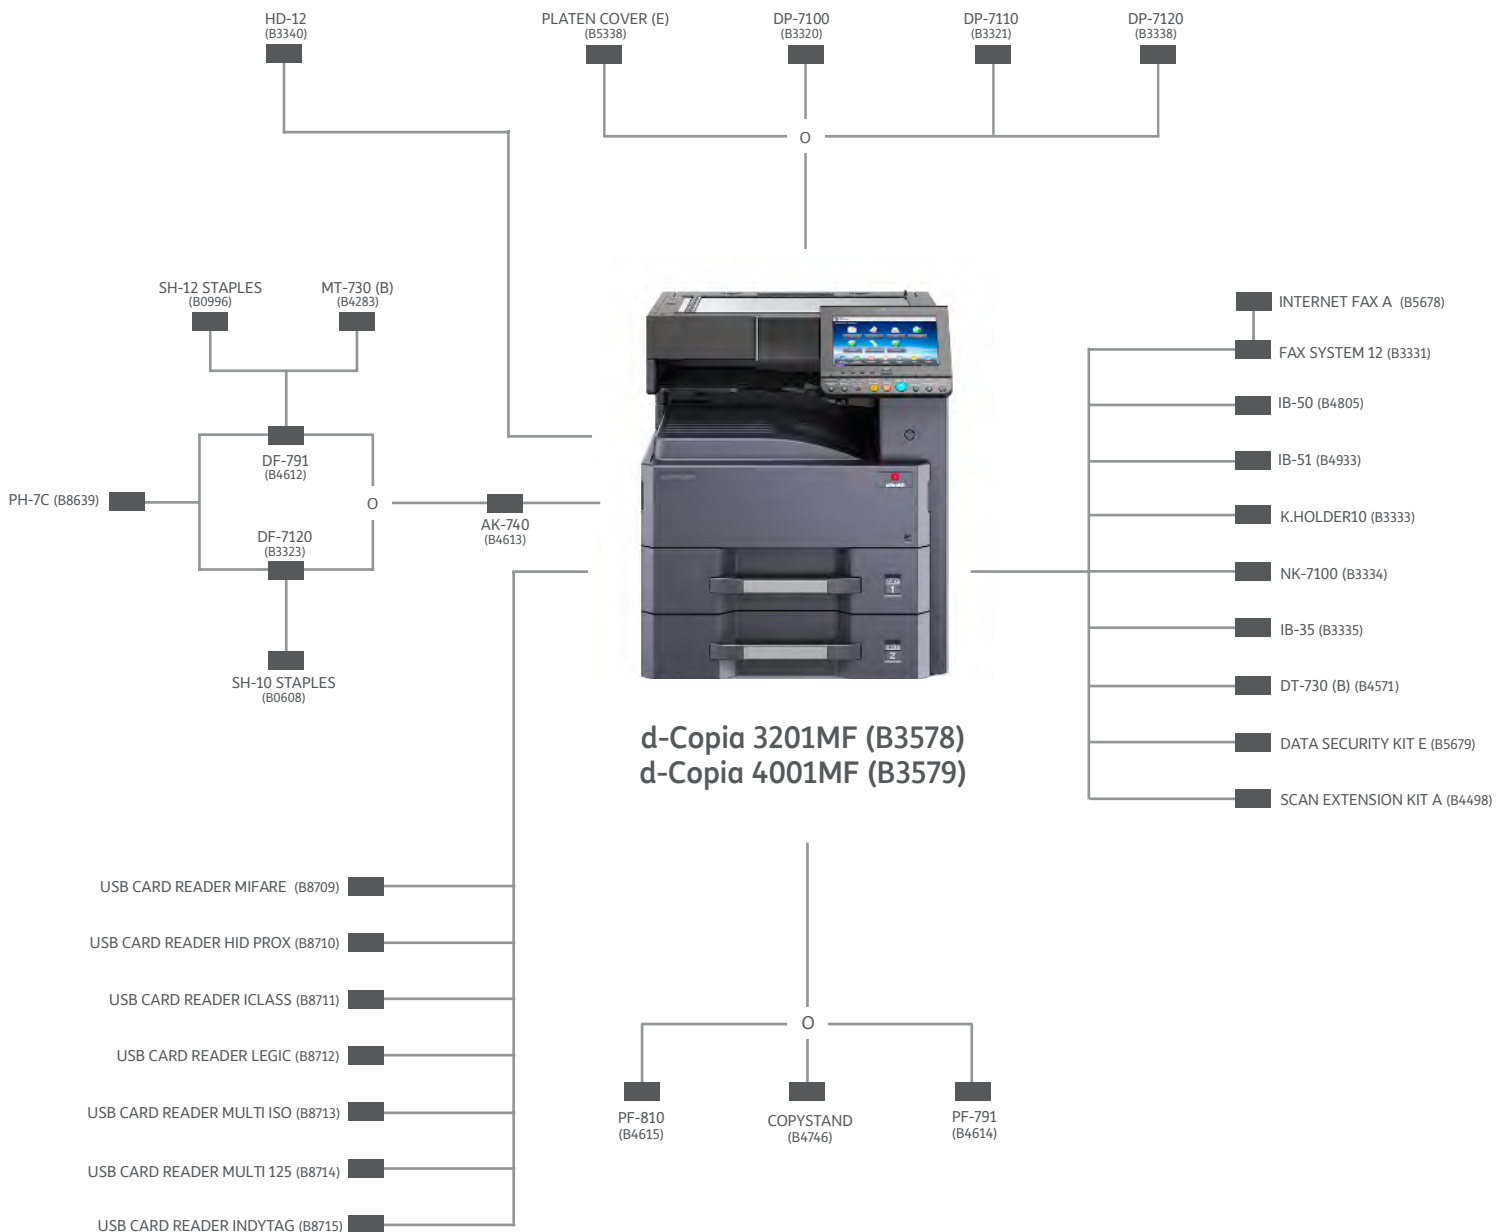 HD-12
(B3340)
PLATEN COVER (E)
(B5338)
DP-7100
(B3320)
DP-7110
(B3321)
DP-7120
(B3338)
O
SH-12 STAPLES
(B0996)
MT-730 (B)
(B4283)
DF-791
(B4612)
PH-7C (B8639)
O
AK-740
(B4613)
DF-7120
(B3323)
SH-10 STAPLES
(B0608)
1
2
INTERNET FAX A (B5678)
FAX SYSTEM 12 (B3331)
IB-50 (B4805)
IB-51 (B4933)
K.HOLDER10 (B3333)
NK-7100 (B3334)
IB-35 (B3335)
DT-730 (B) (B4571)
DATA SECURITY KIT E (B5679)
SCAN EXTENSION KIT A (B4498)
d-Copia 3201MF (B3578)
d-Copia 4001MF (B3579)
USB CARD READER MIFARE (B8709)
USB CARD READER HID PROX (B8710)
USB CARD READER ICLASS (B8711)
USB CARD READER LEGIC (B8712)
USB CARD READER MULTI ISO (B8713)
USB CARD READER MULTI 125 (B8714)
USB CARD READER INDYTAG (B8715)
O
PF-810
(B4615)
COPYSTAND
(B4746)
PF-791
(B4614)